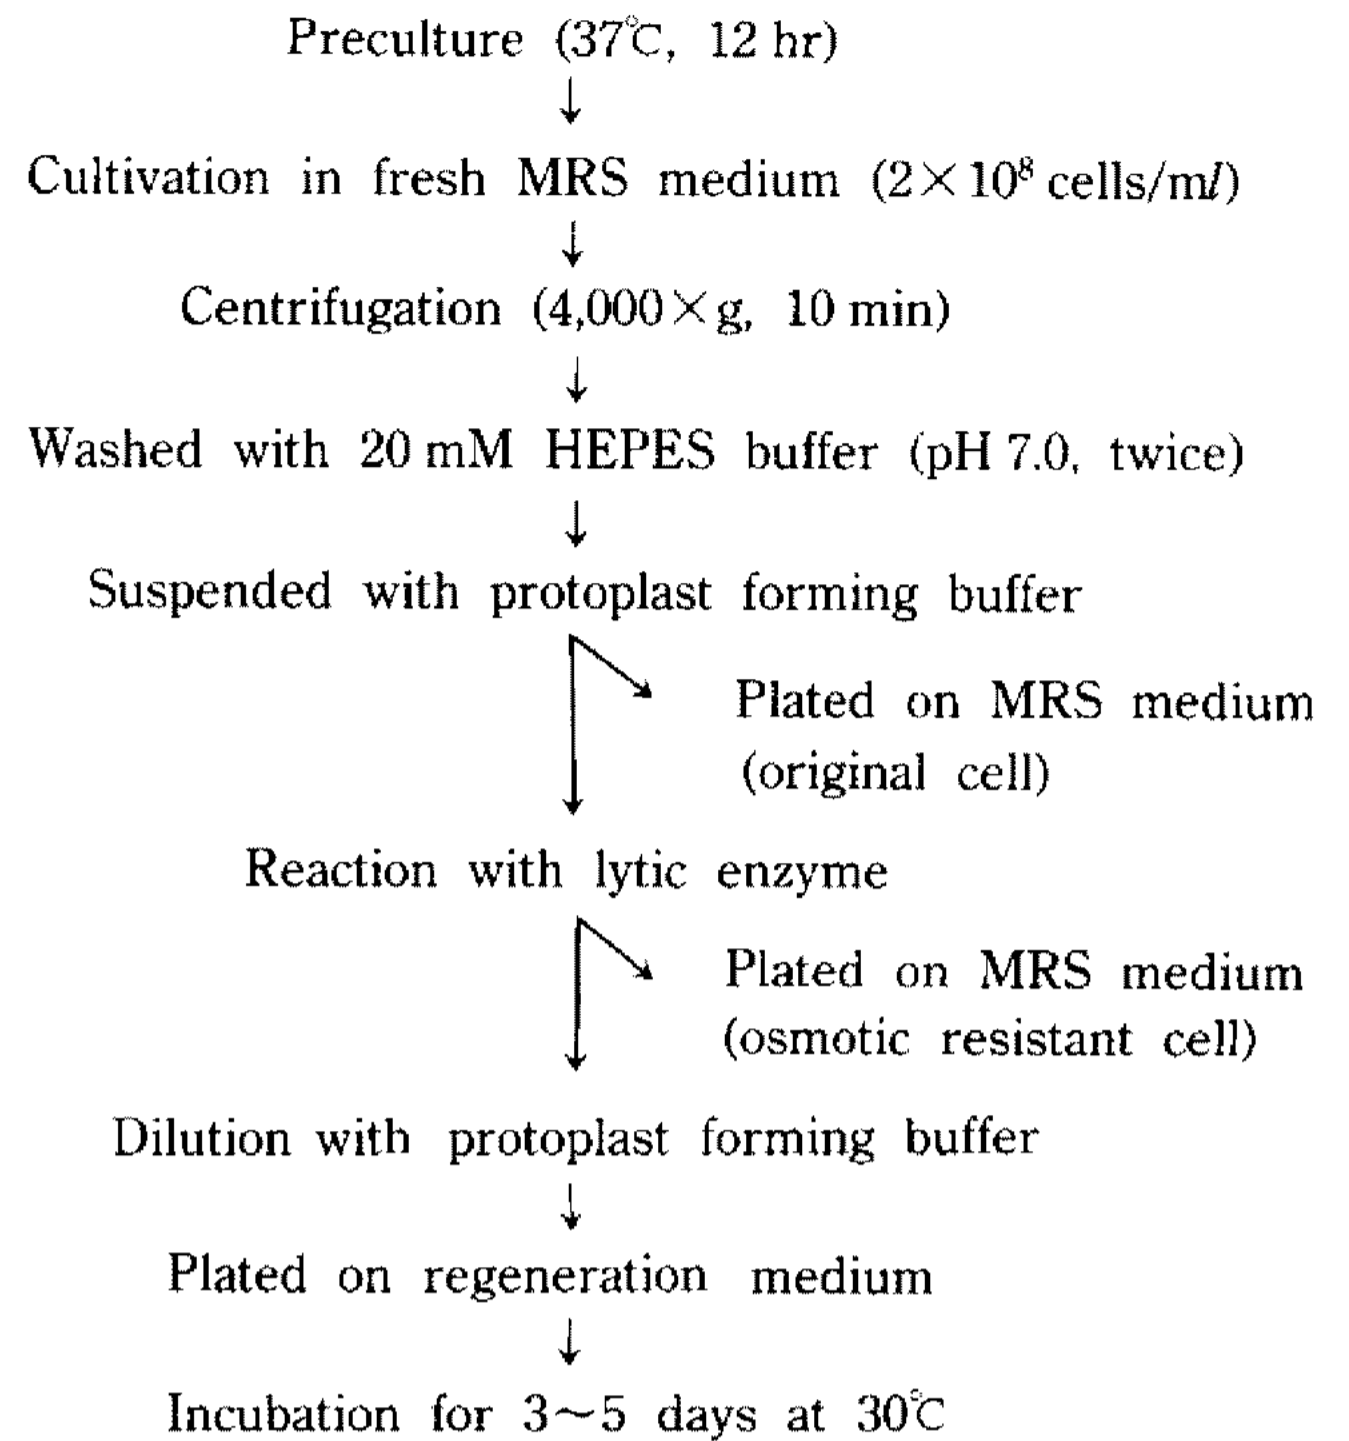 Preculture (37℃, 12 hr)
↓
Cultivation in fresh MRS medium (2×10⁸ cells/ml)
↓
Centrifugation (4,000×g, 10 min)
↓
Washed with 20 mM HEPES buffer (pH 7.0, twice)
↓
Suspended with protoplast forming buffer
Plated on MRS medium
(original cell)
Reaction with lytic enzyme
Plated on MRS medium
(osmotic resistant cell)
Dilution with protoplast forming buffer
↓
Plated on regeneration medium
↓
Incubation for 3~5 days at 30℃